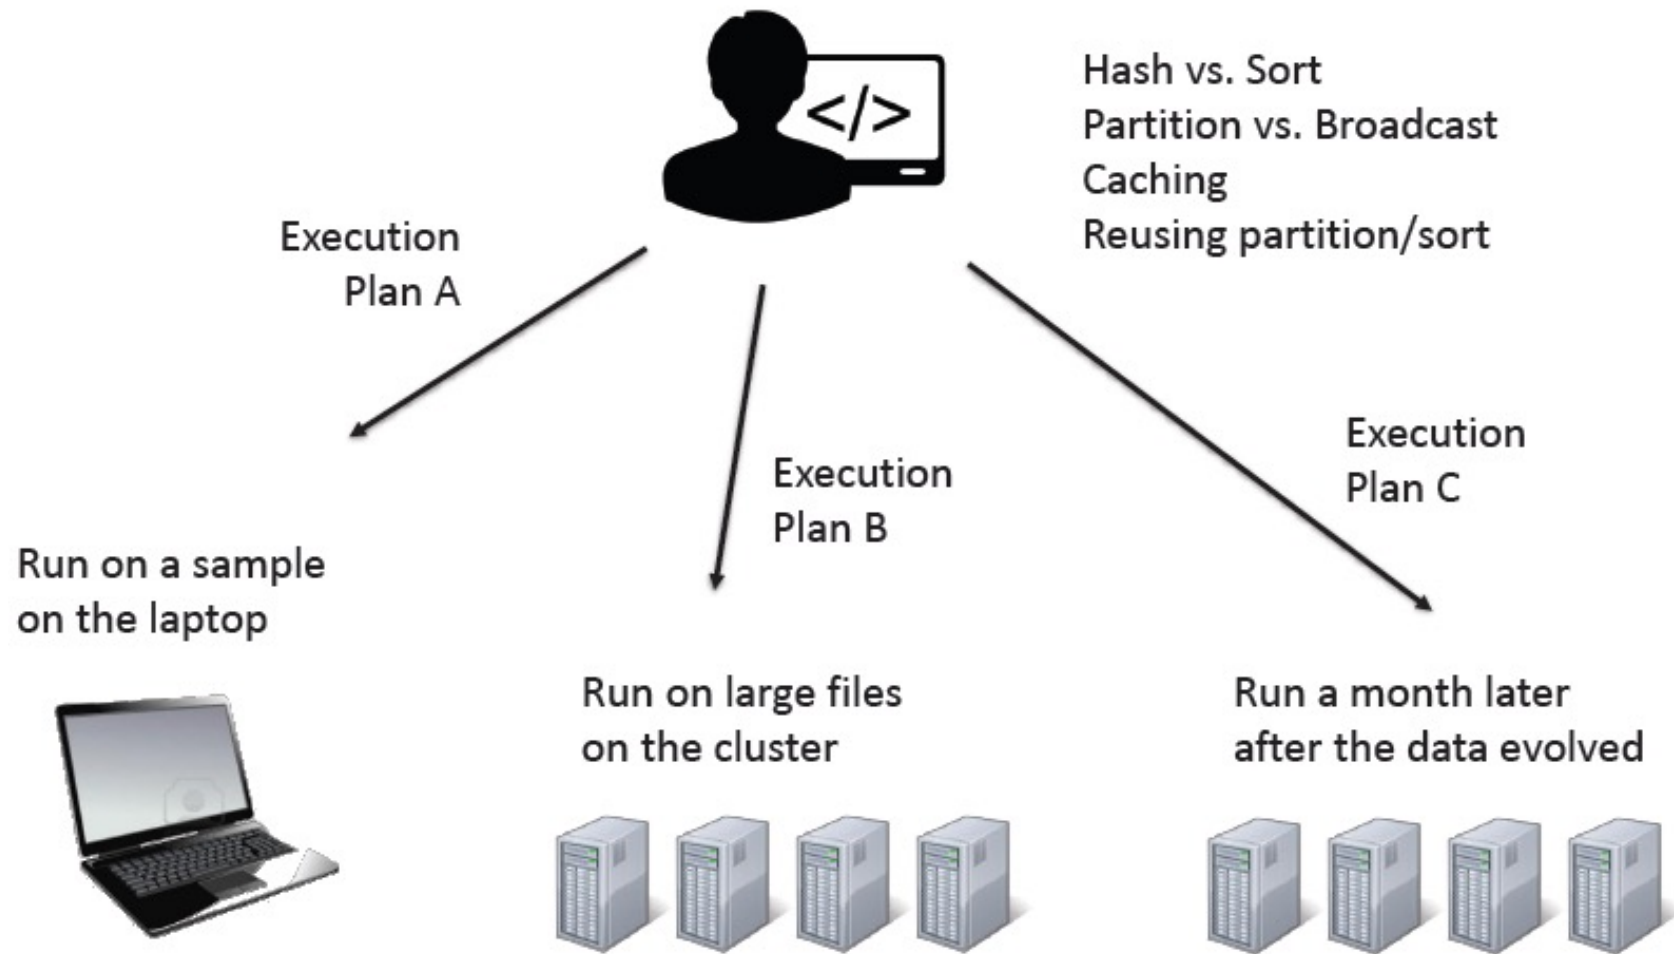 </>
Hash vs. Sort
Partition vs. Broadcast
Caching
Reusing partition/sort
Execution
Plan A
Execution
Plan B
Execution
Plan C
Run on a sample
on the laptop
Run on large files
on the cluster
Run a month later
after the data evolved